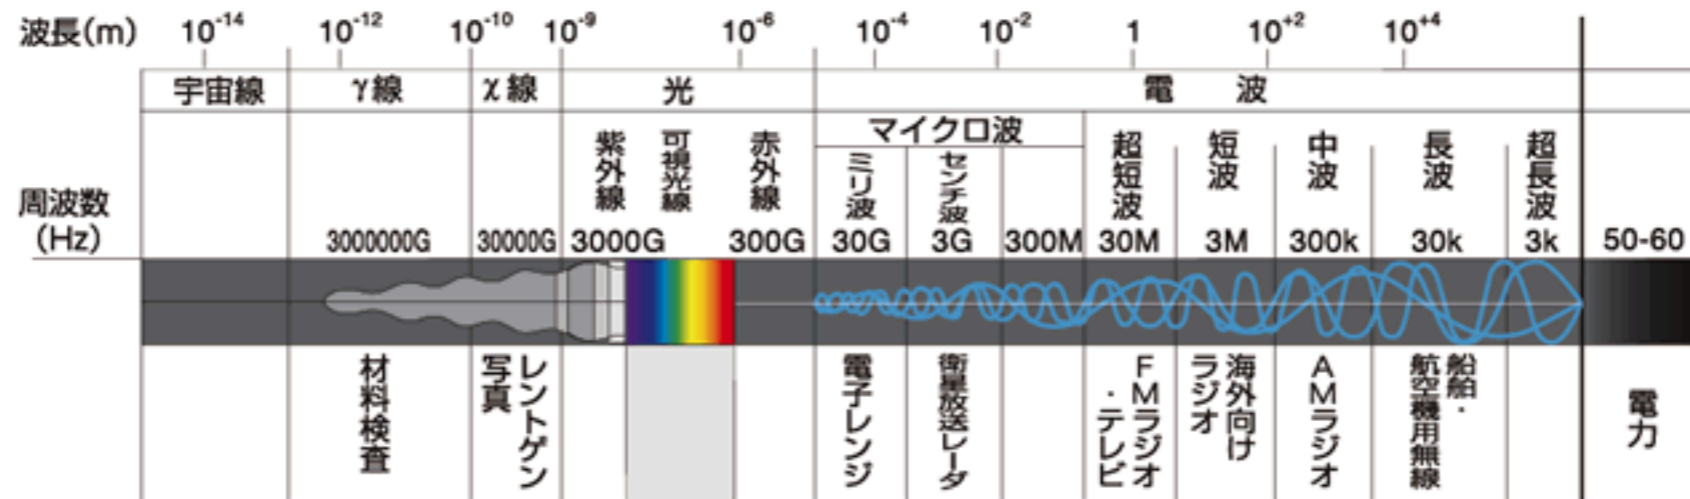 波長(m) 10⁻¹⁴ 10⁻¹² 10⁻¹⁰ 10⁻⁹ 10⁻⁶ 10⁻⁴ 10⁻² 1 10⁺² 10⁺⁴
宇宙線 γ線 χ線 光 電波
マイクロ波
紫外線 可視光線 赤外線 ミリ波 センチ波 超短波 短波 中波 長波 超長波
周波数
(Hz) 3000000G 30000G 3000G 300G 30G 3G 300M 30M 3M 300k 30k 3k 50-60
材料検査
レントゲン
写真
電子レンジ
衛星放送レーダ
FMラジオ
・テレビ
海外向け
ラジオ
AMラジオ
船舶・
航空機用無線
電力